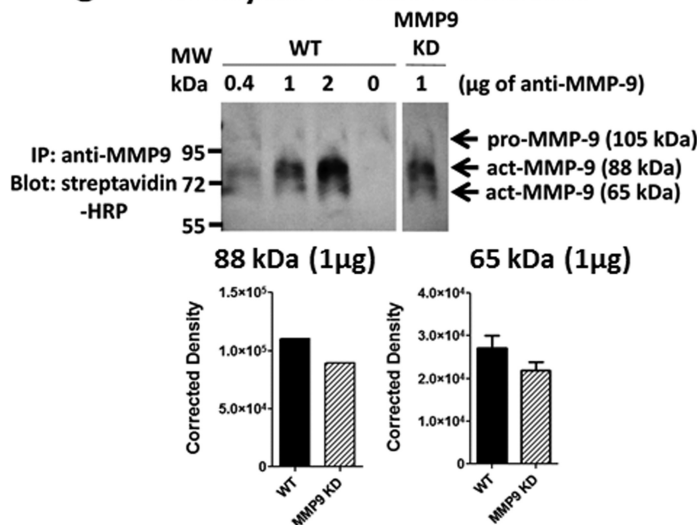 MMP9
WT KD
MW
kDa 0.4 1 2 0 1 (µg of anti-MMP-9)
pro-MMP-9 (105 kDa)
IP: anti-MMP9 95 act-MMP-9 (88 kDa)
Blot: streptavidin 72 act-MMP-9 (65 kDa)
-HRP
55
88 kDa (1µg) 65 kDa (1µg)
Corrected Density
1.5×10⁵
1.0×10⁵
5.0×10⁴
0
WT MMP9 KD
Corrected Density
4.0×10⁴
3.0×10⁴
2.0×10⁴
1.0×10⁴
0
WT MMP9 KD